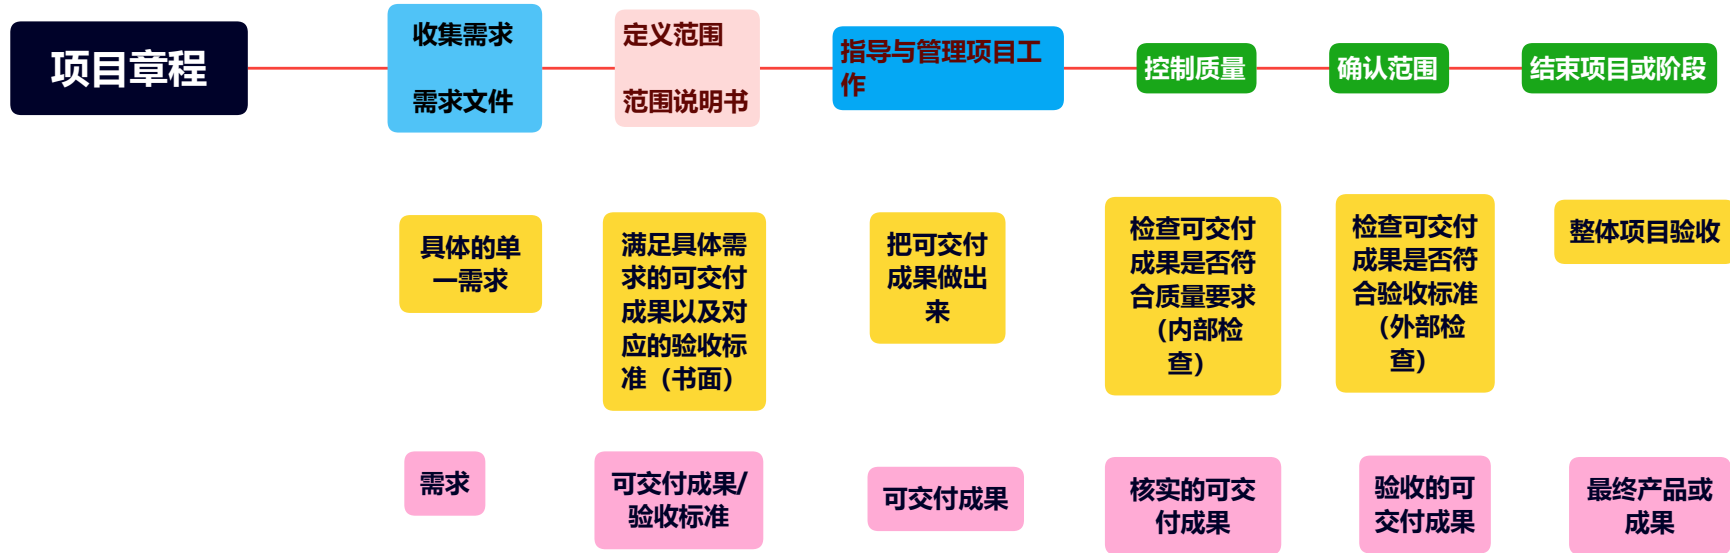 项目章程
收集需求
需求文件
定义范围
范围说明书
指导与管理项目工
作
控制质量
确认范围
结束项目或阶段
具体的单
一需求
满足具体需
求的可交付
成果以及对
应的验收标
准（书面）
把可交付
成果做出
来
检查可交付
成果是否符
合质量要求
（内部检
查）
检查可交付
成果是否符
合验收标准
（外部检
查）
整体项目验收
需求
可交付成果/
验收标准
可交付成果
核实的可交
付成果
验收的可
交付成果
最终产品或
成果